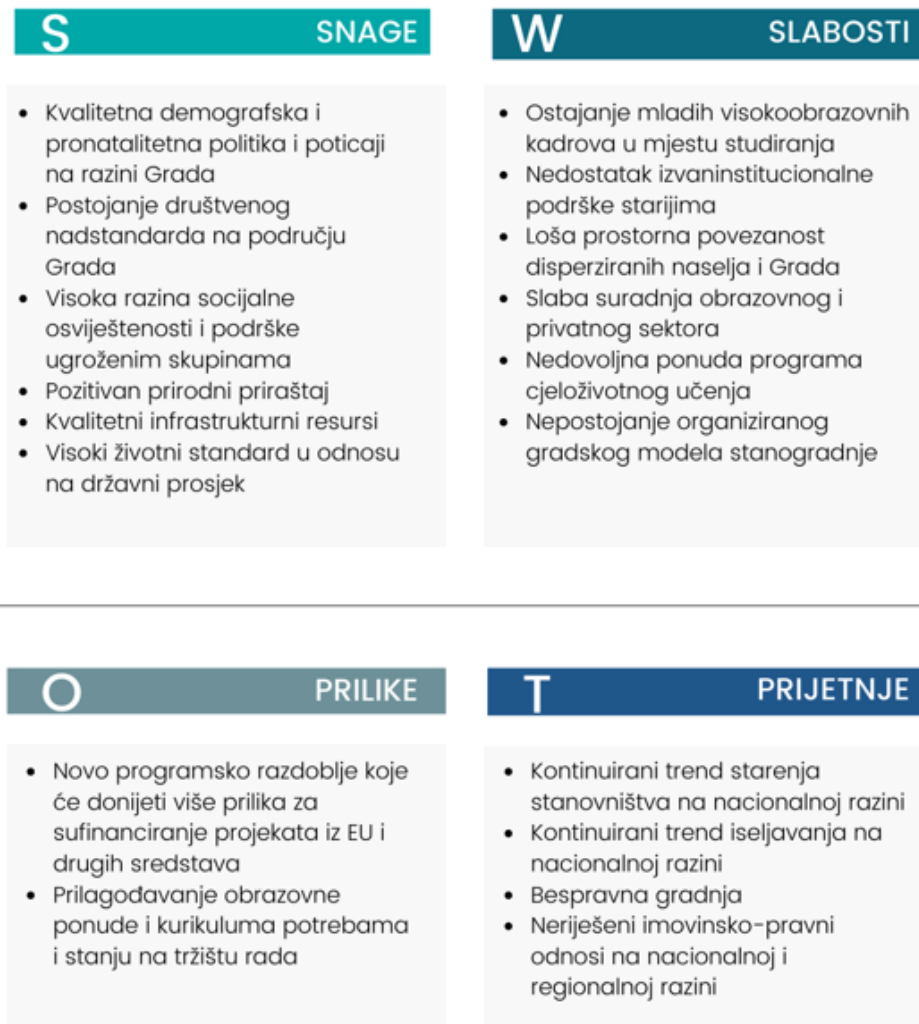 S SNAGE
• Kvalitetna demografska i
pronatalitetna politika i poticaji
na razini Grada
• Postojanje društvenog
nadstandarda na području
Grada
• Visoka razina socijalne
osviještenosti i podrške
ugroženim skupinama
• Pozitivan prirodni priraštaj
• Kvalitetni infrastrukturni resursi
• Visoki životni standard u odnosu
na državni prosjek
W SLABOSTI
• Ostajanje mladih visokoobrazovnih
kadrova u mjestu studiranja
• Nedostatak izvaninstitucionalne
podrške starijima
• Loša prostorna povezanost
disperziranih naselja i Grada
• Slaba suradnja obrazovnog i
privatnog sektora
• Nedovoljna ponuda programa
cjeloživotnog učenja
• Nepostojanje organiziranog
gradskog modela stanogradnje
O PRILIKE
• Novo programsko razdoblje koje
će donijeti više prilika za
sufinanciranje projekata iz EU i
drugih sredstava
• Prilagođavanje obrazovne
ponude i kurikuluma potrebama
i stanju na tržištu rada
T PRIJETNJE
• Kontinuirani trend starenja
stanovništva na nacionalnoj razini
• Kontinuirani trend iseljavanja na
nacionalnoj razini
• Bespravna gradnja
• Neriješeni imovinsko-pravni
odnosi na nacionalnoj i
regionalnoj razini